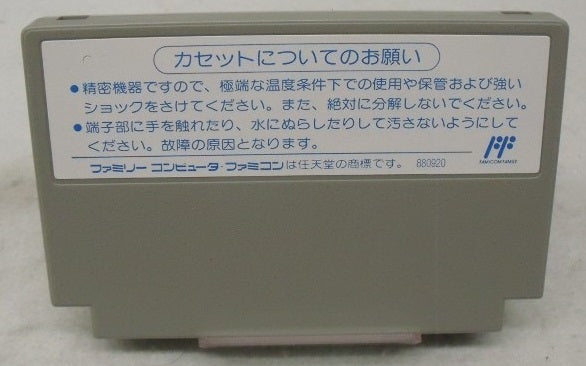 カセットについてのお願い
●精密機器ですので、極端な温度条件下での使用や保管および強い
ショックをさけてください。また、絶対に分解しないでください。
●端子部に手を触れたり、水にぬらしたりして汚さないようにして
ください。故障の原因となります。
ファミリー コンピュータ・ファミコンは任天堂の商標です。 880920
FAMICOM FAMILY